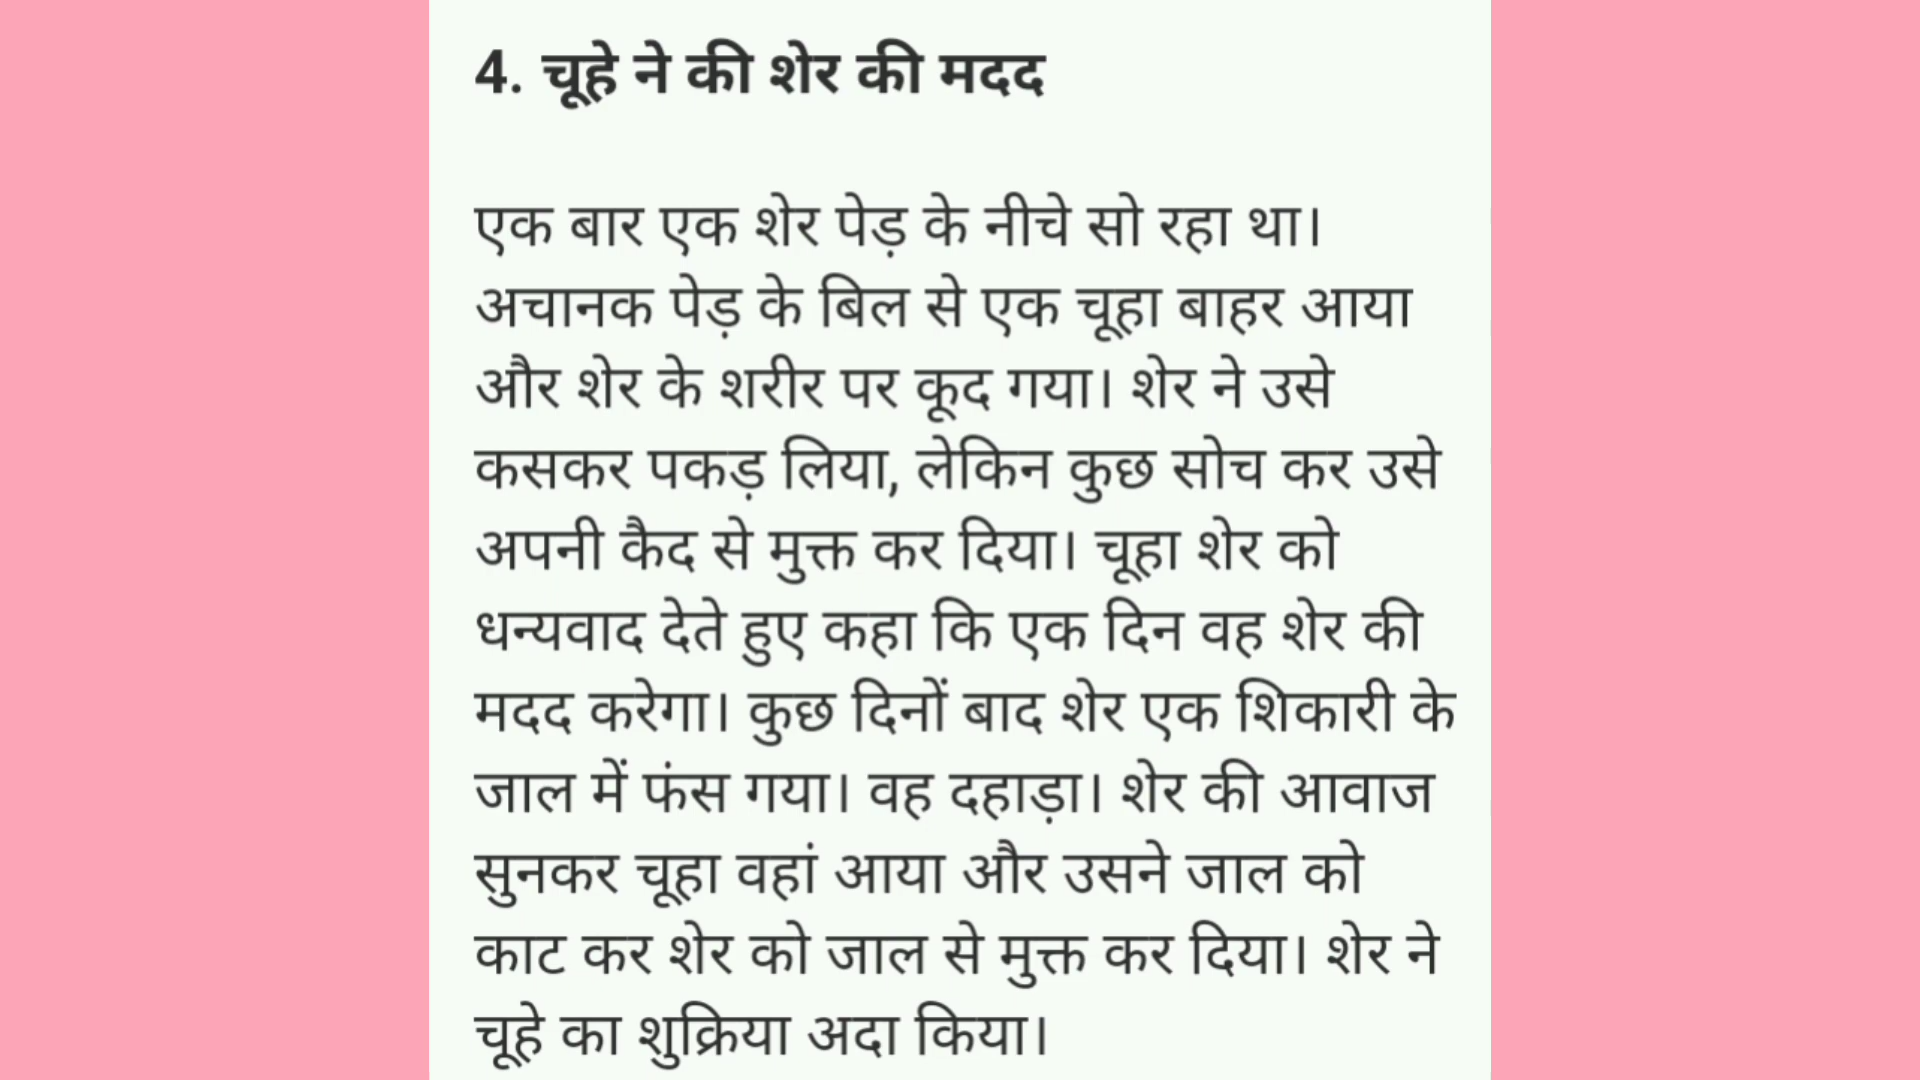 4. चूहे ने की शेर की मदद
एक बार एक शेर पेड़ के नीचे सो रहा था।
अचानक पेड़ के बिल से एक चूहा बाहर आया
और शेर के शरीर पर कूद गया। शेर ने उसे
कसकर पकड़ लिया, लेकिन कुछ सोच कर उसे
अपनी कैद से मुक्त कर दिया। चूहा शेर को
धन्यवाद देते हुए कहा कि एक दिन वह शेर की
मदद करेगा। कुछ दिनों बाद शेर एक शिकारी के
जाल में फंस गया। वह दहाड़ा। शेर की आवाज
सुनकर चूहा वहां आया और उसने जाल को
काट कर शेर को जाल से मुक्त कर दिया। शेर ने
चूहे का शुक्रिया अदा किया।